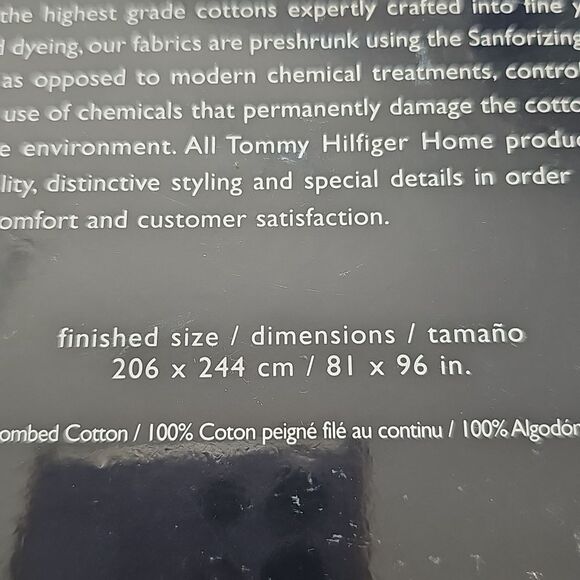 the highest grade cottons expertly crafted into fine
dyeing, our fabrics are preshrunk using the Sanforizing
as opposed to modern chemical treatments, control
use of chemicals that permanently damage the cotto
e environment. All Tommy Hilfiger Home produc
lity, distinctive styling and special details in order
omfort and customer satisfaction.
finished size / dimensions / tamaño
206 x 244 cm / 81 x 96 in.
ombed Cotton / 100% Coton peigné filé au continu / 100% Algodón